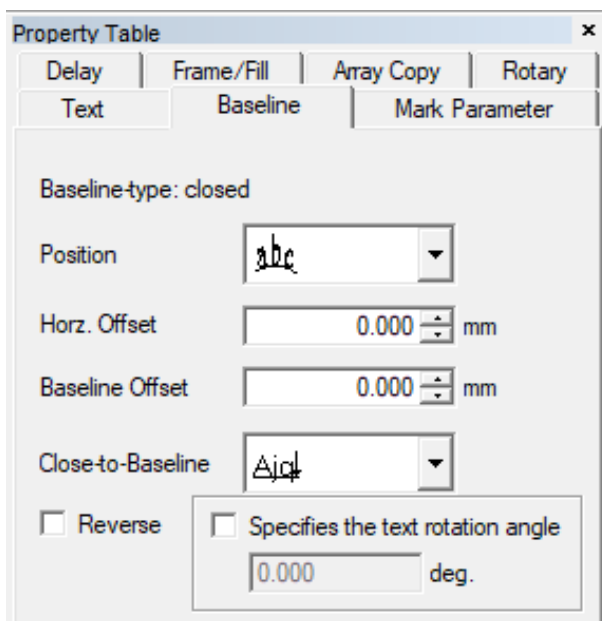 Property Table ×
Delay Frame/Fill Array Copy Rotary
Text Baseline Mark Parameter
Baseline-type: closed
Position abc
Horz. Offset 0.000 mm
Baseline Offset 0.000 mm
Close-to-Baseline Ajql
Reverse Specifies the text rotation angle
0.000 deg.